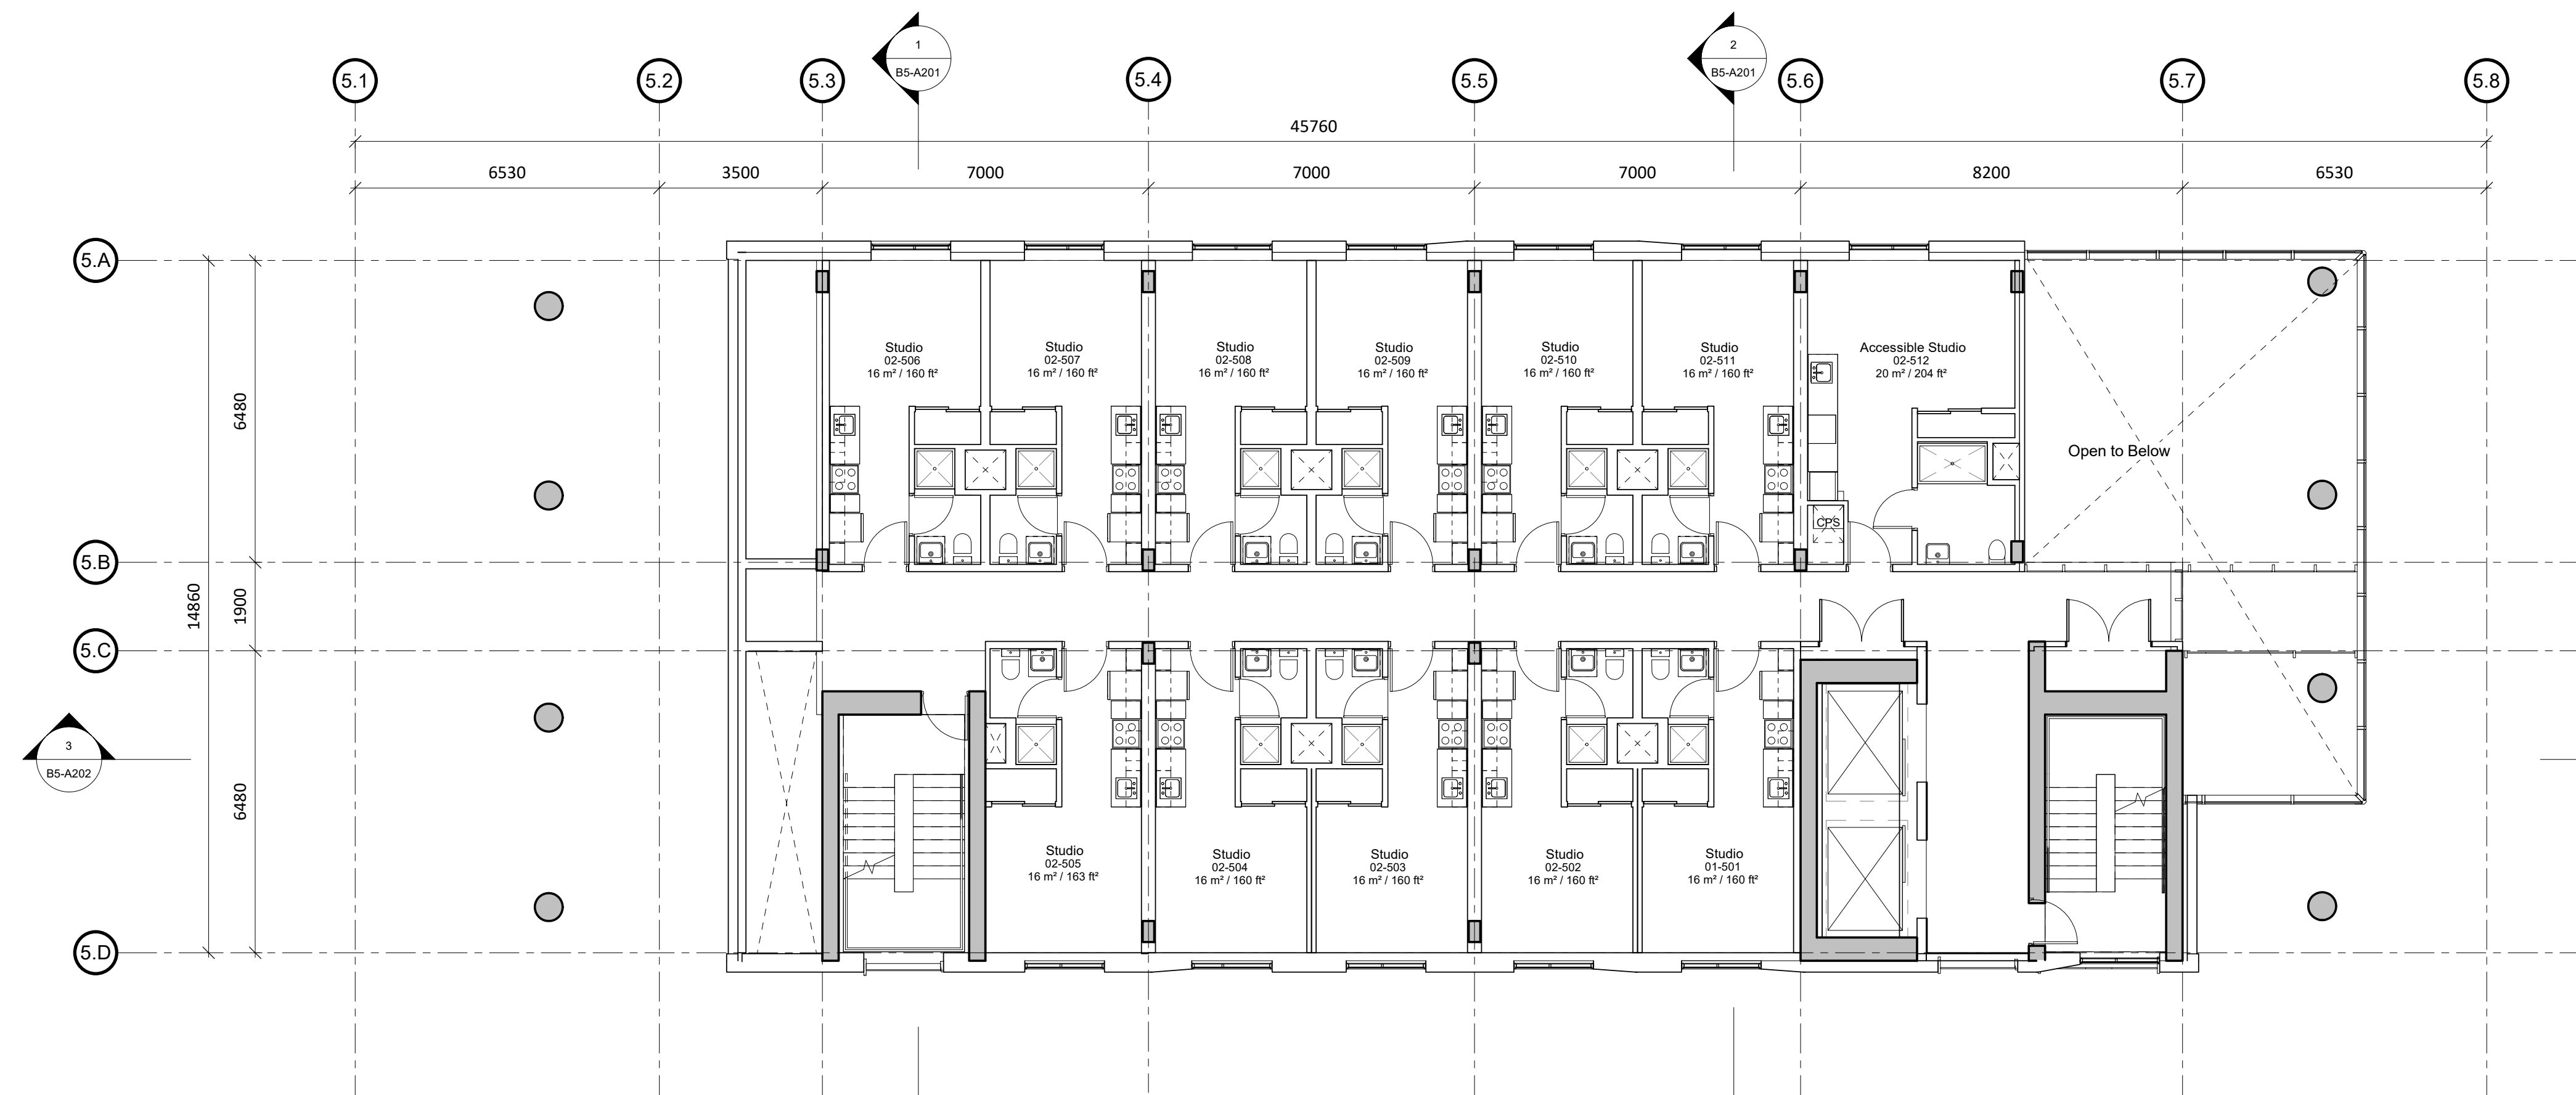 1
B5-A201
2
B5-A201
5.1
5.2
5.3
5.4
5.5
5.6
5.7
5.8
45760
6530
3500
7000
7000
7000
8200
6530
5.A
5.B
5.C
5.D
14860
6480
1900
6480
3
B5-A202
Studio
02-506
16 m² / 160 ft²
Studio
02-507
16 m² / 160 ft²
Studio
02-508
16 m² / 160 ft²
Studio
02-509
16 m² / 160 ft²
Studio
02-510
16 m² / 160 ft²
Studio
02-511
16 m² / 160 ft²
Accessible Studio
02-512
20 m² / 204 ft²
Open to Below
CPS
Studio
02-505
16 m² / 163 ft²
Studio
02-504
16 m² / 160 ft²
Studio
02-503
16 m² / 160 ft²
Studio
02-502
16 m² / 160 ft²
Studio
01-501
16 m² / 160 ft²